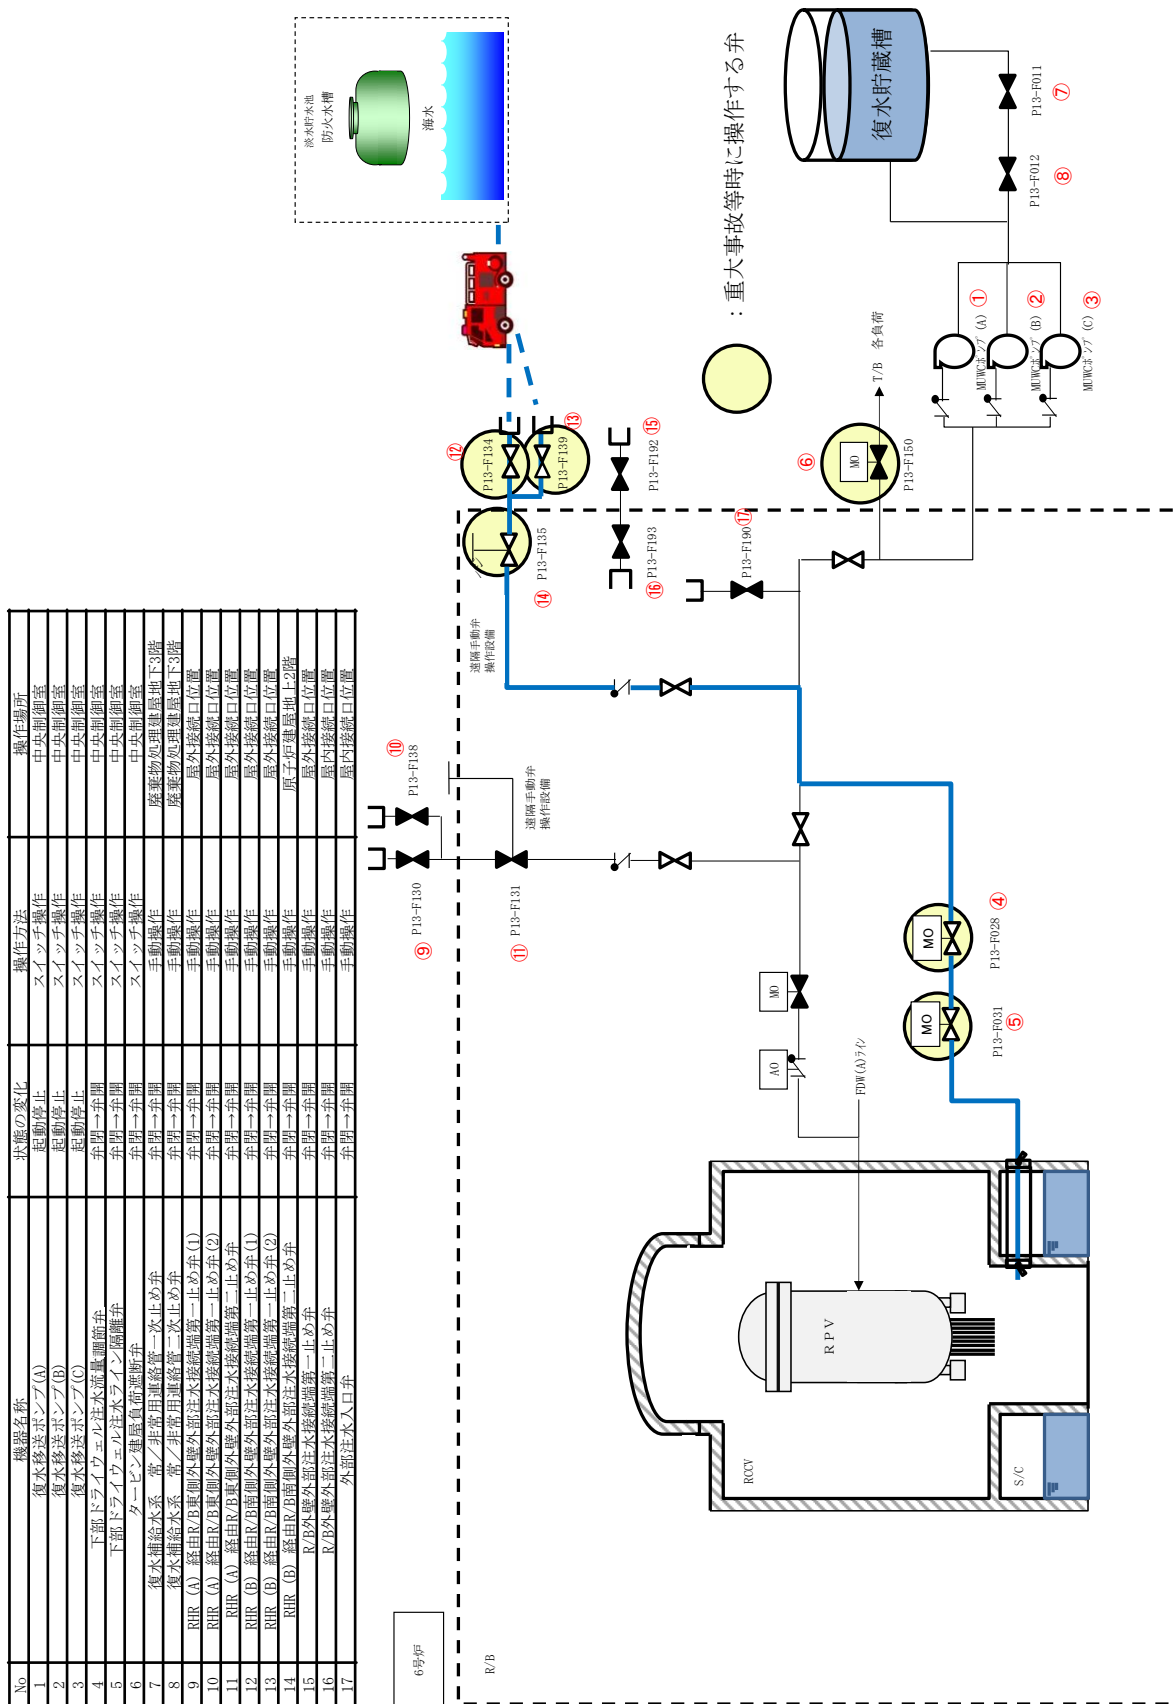 No 機器名称 状態の変化 操作方法 操作場所
1 復水移送ポンプ(A) 起動停止 スイッチ操作 中央制御室
2 復水移送ポンプ(B) 起動停止 スイッチ操作 中央制御室
3 復水移送ポンプ(C) 起動停止 スイッチ操作 中央制御室
4 下部ドライウェル注水流量調節弁 弁閉→弁開 スイッチ操作 中央制御室
5 下部ドライウェル注水ライン隔離弁 弁閉→弁開 スイッチ操作 中央制御室
6 タービン建屋負荷遮断弁 弁開→弁閉 スイッチ操作 中央制御室
7 復水補給水系 常／非常用連絡管一次止め弁 弁閉→弁開 手動操作 廃棄物処理建屋地下3階
8 復水補給水系 常／非常用連絡管二次止め弁 弁閉→弁開 手動操作 廃棄物処理建屋地下3階
9 RHR (A) 経由R/B東側外壁外部注水接続端第一止め弁(1) 弁閉→弁開 手動操作 屋外接続口位置
10 RHR (A) 経由R/B東側外壁外部注水接続端第一止め弁(2) 弁閉→弁開 手動操作 屋外接続口位置
11 RHR (A) 経由R/B東側外壁外部注水接続端第二止め弁 弁閉→弁開 手動操作 屋外接続口位置
12 RHR (B) 経由R/B南側外壁外部注水接続端第一止め弁(1) 弁閉→弁開 手動操作 屋外接続口位置
13 RHR (B) 経由R/B南側外壁外部注水接続端第一止め弁(2) 弁閉→弁開 手動操作 屋外接続口位置
14 RHR (B) 経由R/B南側外壁外部注水接続端第二止め弁 弁閉→弁開 手動操作 原子炉建屋地上2階
15 R/B外壁外部注水接続端第一止め弁 弁閉→弁開 手動操作 屋外接続口位置
16 R/B外壁外部注水接続端第二止め弁 弁閉→弁開 手動操作 屋内接続口位置
17 外部注水入口弁 弁閉→弁開 手動操作 屋内接続口位置
6号炉
R/B
淡水貯水池
防火水槽
海水
：重大事故等時に操作する弁
復水貯蔵槽
P13-F011
⑦
P13-F012
⑧
MUWCポンプ (A) ①
MUWCポンプ (B) ②
MUWCポンプ (C) ③
T/B 各負荷
⑥
MO
P13-F150
⑫
P13-F134
⑬
P13-F139
P13-F135
⑭
遠隔手動弁
操作設備
⑮
P13-F192
P13-F193
⑯
⑰
P13-F190
⑩
P13-F138
P13-F130
⑨
遠隔手動弁
操作設備
P13-F131
⑪
MO
AO
FDW(A)ライン
MO
P13-F028
④
MO
P13-F031
⑤
RPV
RCCV
S/C